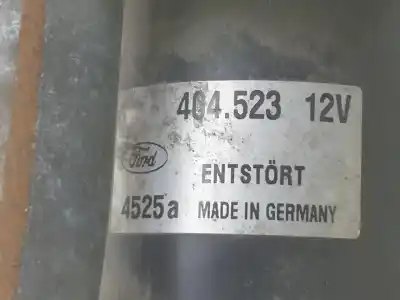 404.523 12V
Ford
ENTSTÖRT
4525a MADE IN GERMANY